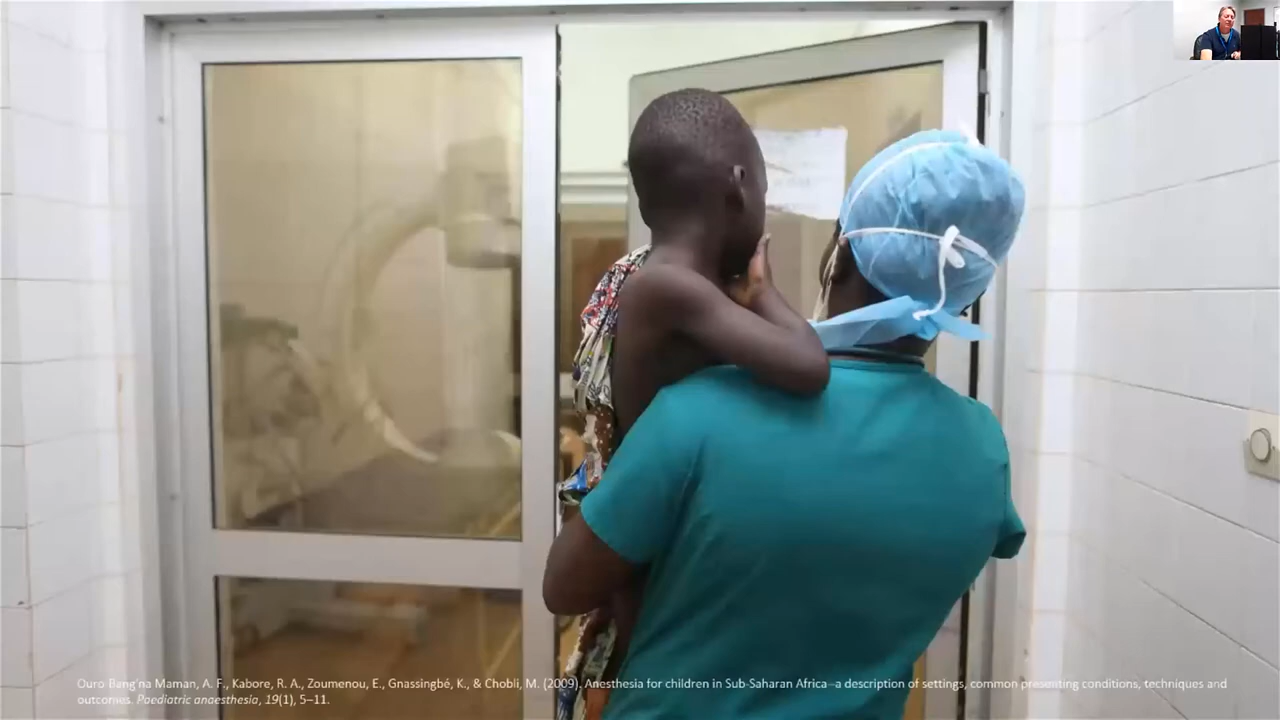 Ouro-Bang'na Maman, A. F., Kabore, R. A., Zoumenou, E., Gnassingbé, K., & Chobli, M. (2009). Anesthesia for children in Sub-Saharan Africa--a description of settings, common presenting conditions, techniques and
outcomes. Paediatric anaesthesia, 19(1), 5–11.